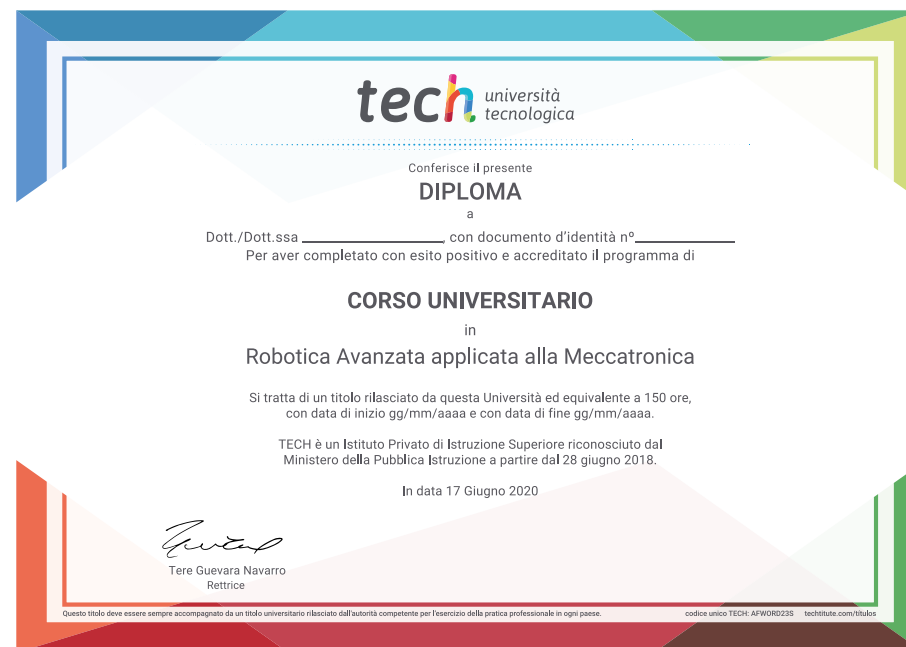 tech università
tecnologica
Conferisce il presente
DIPLOMA
a
Dott./Dott.ssa ____________________, con documento d'identità nº______________
Per aver completato con esito positivo e accreditato il programma di
CORSO UNIVERSITARIO
in
Robotica Avanzata applicata alla Meccatronica
Si tratta di un titolo rilasciato da questa Università ed equivalente a 150 ore,
con data di inizio gg/mm/aaaa e con data di fine gg/mm/aaaa.
TECH è un Istituto Privato di Istruzione Superiore riconosciuto dal
Ministero della Pubblica Istruzione a partire dal 28 giugno 2018.
In data 17 Giugno 2020
Tere Guevara Navarro
Rettrice
Questo titolo deve essere sempre accompagnato da un titolo universitario rilasciato dall'autorità competente per l'esercizio della pratica professionale in ogni paese. codice unico TECH: AFWORD23S techtitute.com/títulos